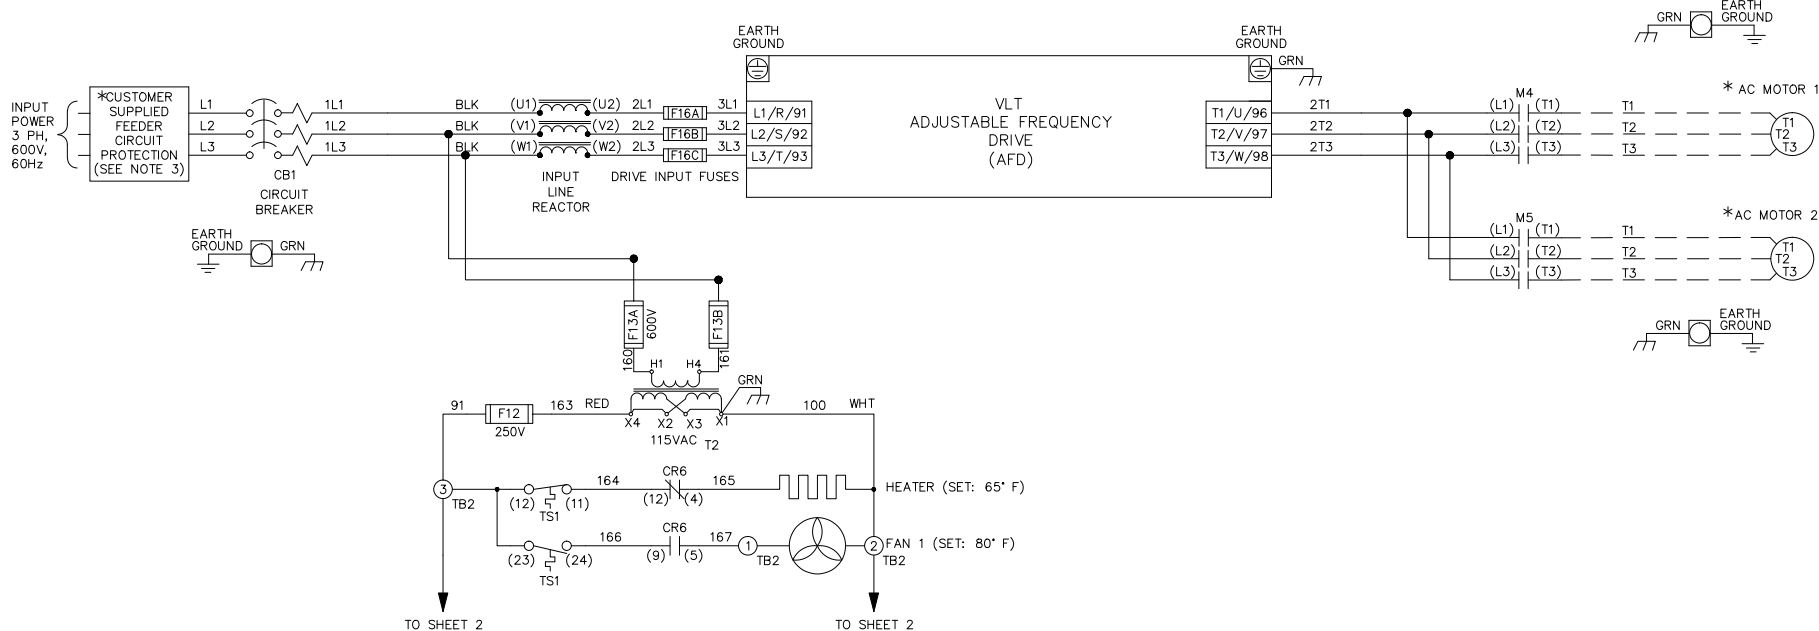 EARTH
GROUND
GRN
EARTH
GROUND
EARTH
GROUND
GRN
INPUT
POWER
3 PH,
600V,
60Hz
*CUSTOMER
SUPPLIED
FEEDER
CIRCUIT
PROTECTION
(SEE NOTE 3)
L1
L2
L3
CB1
CIRCUIT
BREAKER
1L1
1L2
1L3
BLK
BLK
BLK
(U1)
(V1)
(W1)
(U2)
(V2)
(W2)
INPUT
LINE
REACTOR
2L1
2L2
2L3
F16A
F16B
F16C
DRIVE INPUT FUSES
3L1
3L2
3L3
L1/R/91
L2/S/92
L3/T/93
VLT
ADJUSTABLE FREQUENCY
DRIVE
(AFD)
T1/U/96
T2/V/97
T3/W/98
2T1
2T2
2T3
M4
(L1) (T1) T1
(L2) (T2) T2
(L3) (T3) T3
* AC MOTOR 1
T1
T2
T3
M5
(L1) (T1) T1
(L2) (T2) T2
(L3) (T3) T3
*AC MOTOR 2
T1
T2
T3
EARTH
GROUND
GRN
GRN
EARTH
GROUND
F13A
600V
F13B
160
161
H1
H4
GRN
91
F12
250V
163
RED
X4
X2
X3
X1
115VAC
T2
100
WHT
3
TB2
(12)
(11)
TS1
164
CR6
(12)
(4)
165
HEATER (SET: 65° F)
(23)
(24)
TS1
166
CR6
(9)
(5)
167
1
TB2
2
TB2
FAN 1 (SET: 80° F)
TO SHEET 2
TO SHEET 2